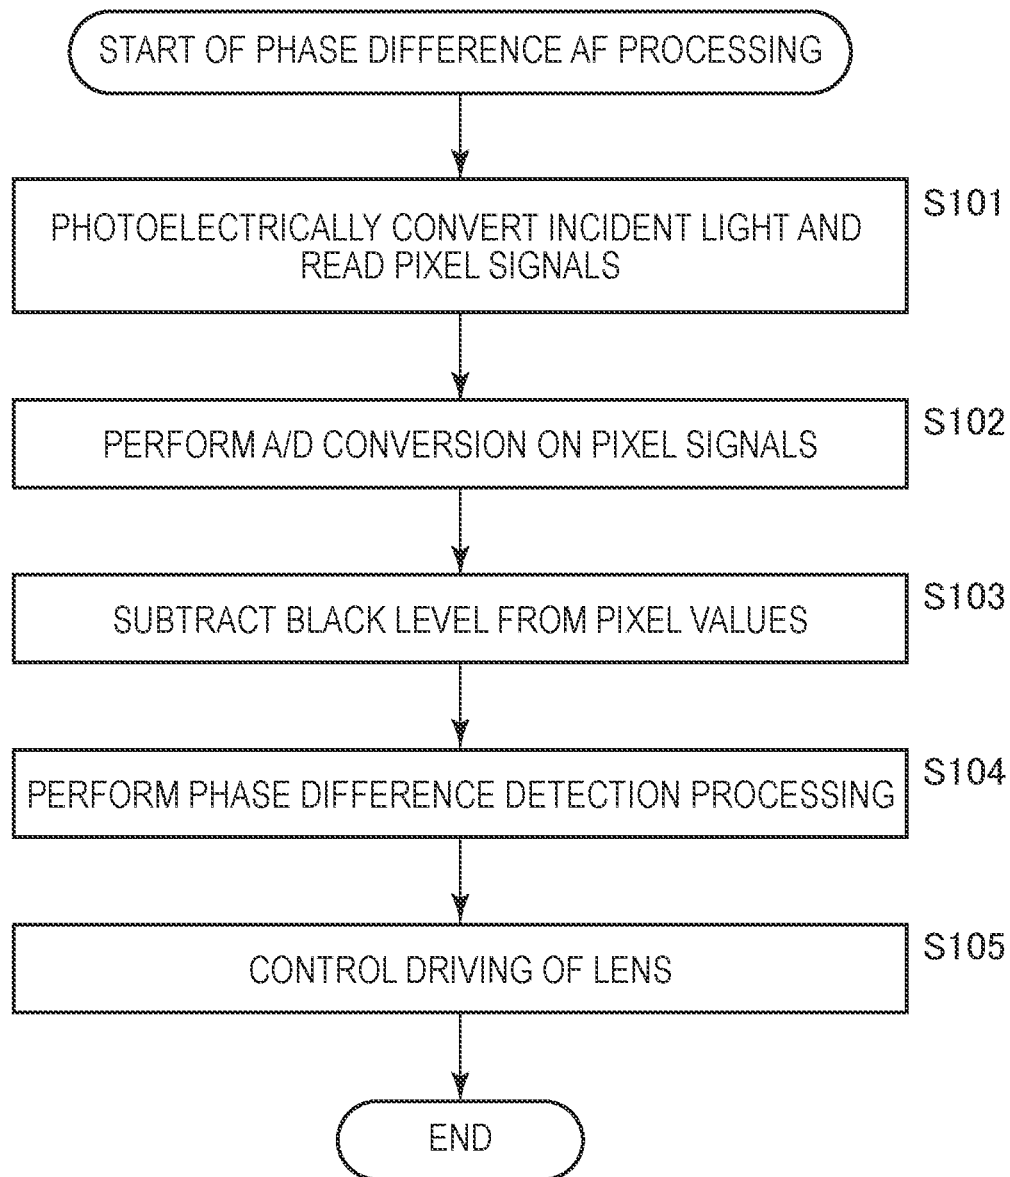 START OF PHASE DIFFERENCE AF PROCESSING
S101
PHOTOELECTRICALLY CONVERT INCIDENT LIGHT AND
READ PIXEL SIGNALS
S102
PERFORM A/D CONVERSION ON PIXEL SIGNALS
S103
SUBTRACT BLACK LEVEL FROM PIXEL VALUES
S104
PERFORM PHASE DIFFERENCE DETECTION PROCESSING
S105
CONTROL DRIVING OF LENS
END